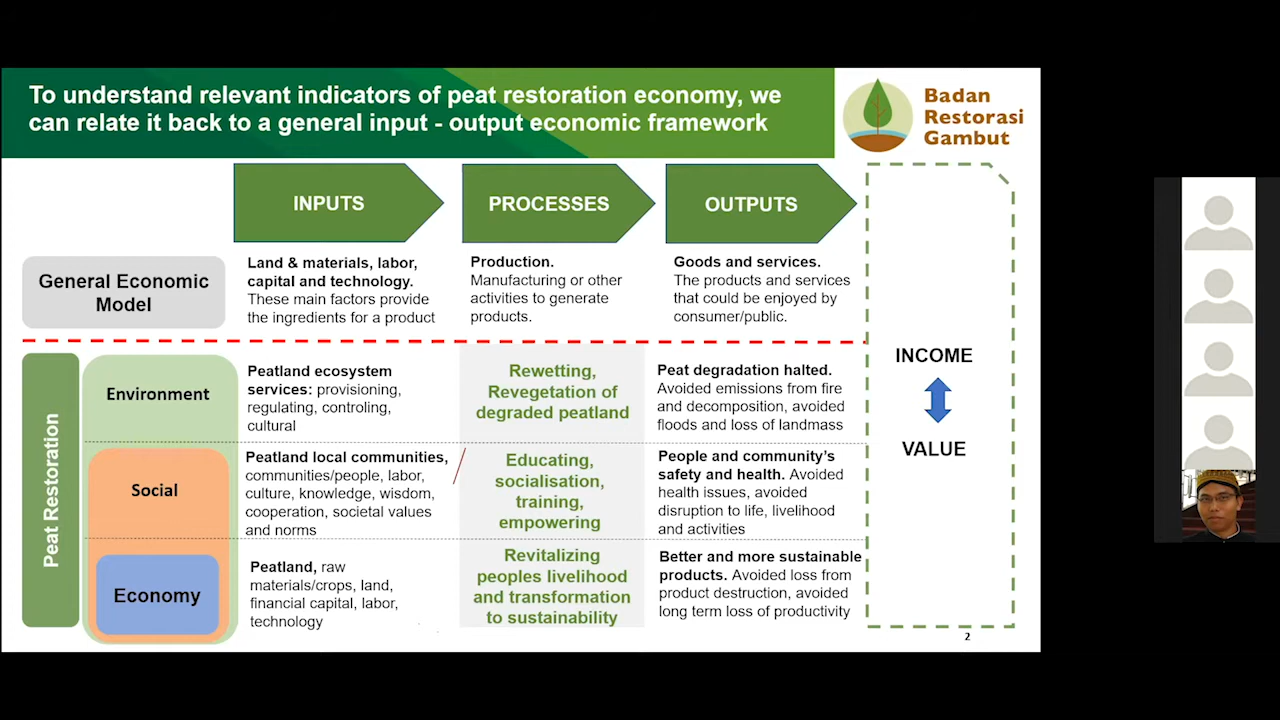 To understand relevant indicators of peat restoration economy, we
can relate it back to a general input - output economic framework
Badan
Restorasi
Gambut
INPUTS
PROCESSES
OUTPUTS
General Economic
Model
Land & materials, labor,
capital and technology.
These main factors provide
the ingredients for a product
Production.
Manufacturing or other
activities to generate
products.
Goods and services.
The products and services
that could be enjoyed by
consumer/public.
INCOME
VALUE
Peat Restoration
Environment
Peatland ecosystem
services: provisioning,
regulating, controling,
cultural
Rewetting,
Revegetation of
degraded peatland
Peat degradation halted.
Avoided emissions from fire
and decomposition, avoided
floods and loss of landmass
Social
Peatland local communities,
communities/people, labor,
culture, knowledge, wisdom,
cooperation, societal values
and norms
Educating,
socialisation,
training,
empowering
People and community's
safety and health. Avoided
health issues, avoided
disruption to life, livelihood
and activities
Economy
Peatland, raw
materials/crops, land,
financial capital, labor,
technology
Revitalizing
peoples livelihood
and transformation
to sustainability
Better and more sustainable
products. Avoided loss from
product destruction, avoided
long term loss of productivity
2